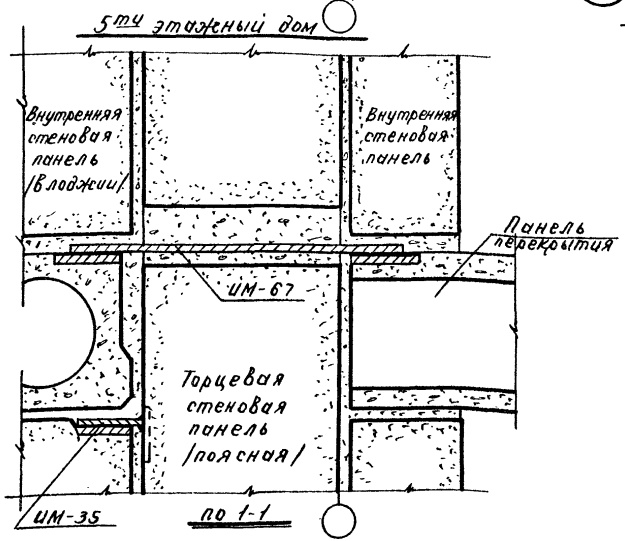 5ти этажный дом
Внутренняя
стеновая
панель
/в лоджии/
Внутренняя
стеновая
панель
Панель
перекрытия
ИМ-67
Торцевая
стеновая
панель
/поясная/
ИМ-35
по 1-1